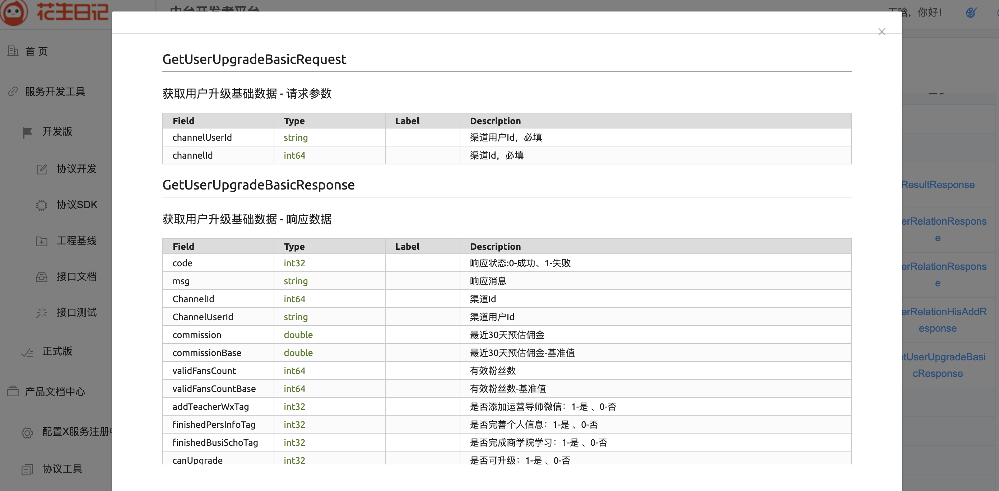 花生日记
中台开发者平台
你好！
首 页
服务开发工具
开发版
协议开发
协议SDK
工程基线
接口文档
接口测试
正式版
产品文档中心
配置X服务注册中
协议工具
GetUserUpgradeBasicRequest
获取用户升级基础数据 - 请求参数
Field Type Label Description
channelUserId string 渠道用户Id，必填
channelId int64 渠道Id，必填
GetUserUpgradeBasicResponse
获取用户升级基础数据 - 响应数据
Field Type Label Description
code int32 响应状态:0-成功、1-失败
msg string 响应消息
ChannelId int64 渠道Id
ChannelUserId string 渠道用户Id
commission double 最近30天预估佣金
commissionBase double 最近30天预估佣金-基准值
validFansCount int64 有效粉丝数
validFansCountBase int64 有效粉丝数-基准值
addTeacherWxTag int32 是否添加运营导师微信：1-是 、0-否
finishedPersInfoTag int32 是否完善个人信息：1-是 、0-否
finishedBusiSchoTag int32 是否完成商学院学习：1-是 、0-否
canUpgrade int32 是否可升级：1-是 、0-否
ResultResponse
erRelationRespons
e
erRelationRespons
e
erRelationHisAddR
esponse
etUserUpgradeBasi
cResponse